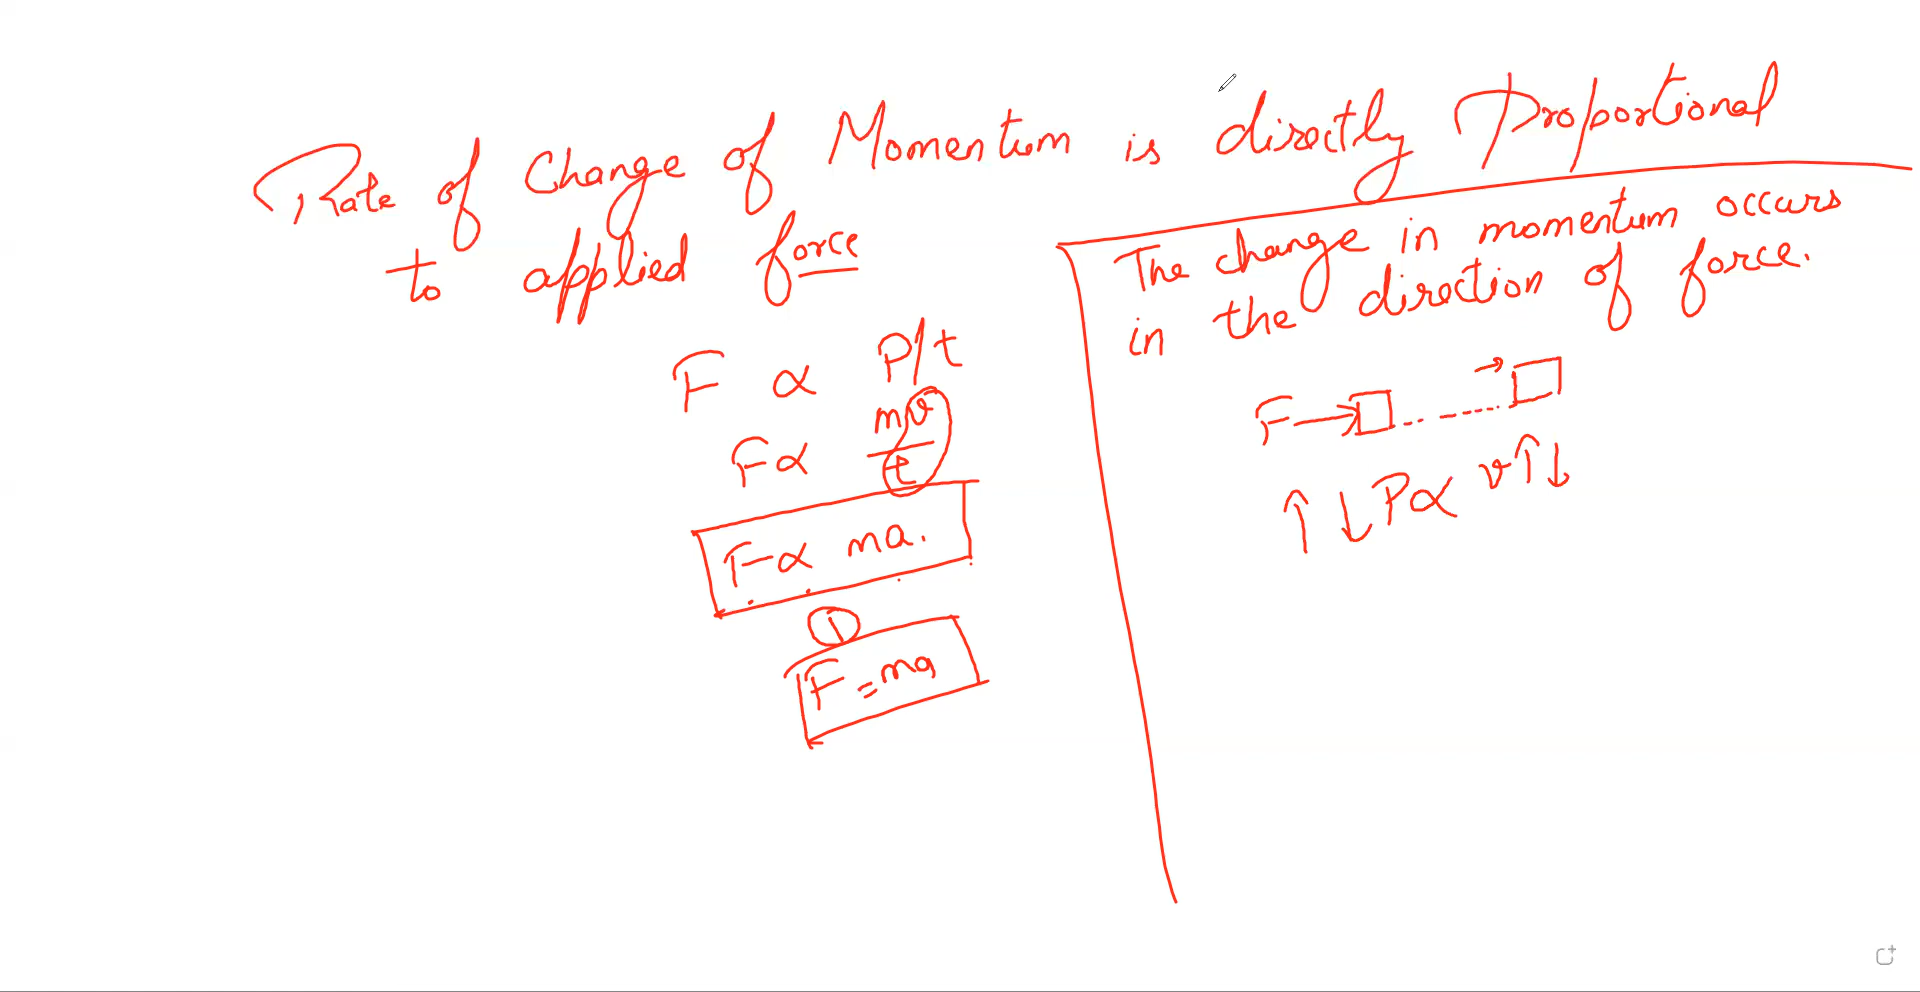 Rate of Change of Momentum is directly Proportional
to applied force
F ∝ P/t
F ∝ mv/t
F ∝ ma.
1
F = ma
The change in momentum occurs
in the direction of force.
F
↑ ↓ P ∝ v ↑ ↓